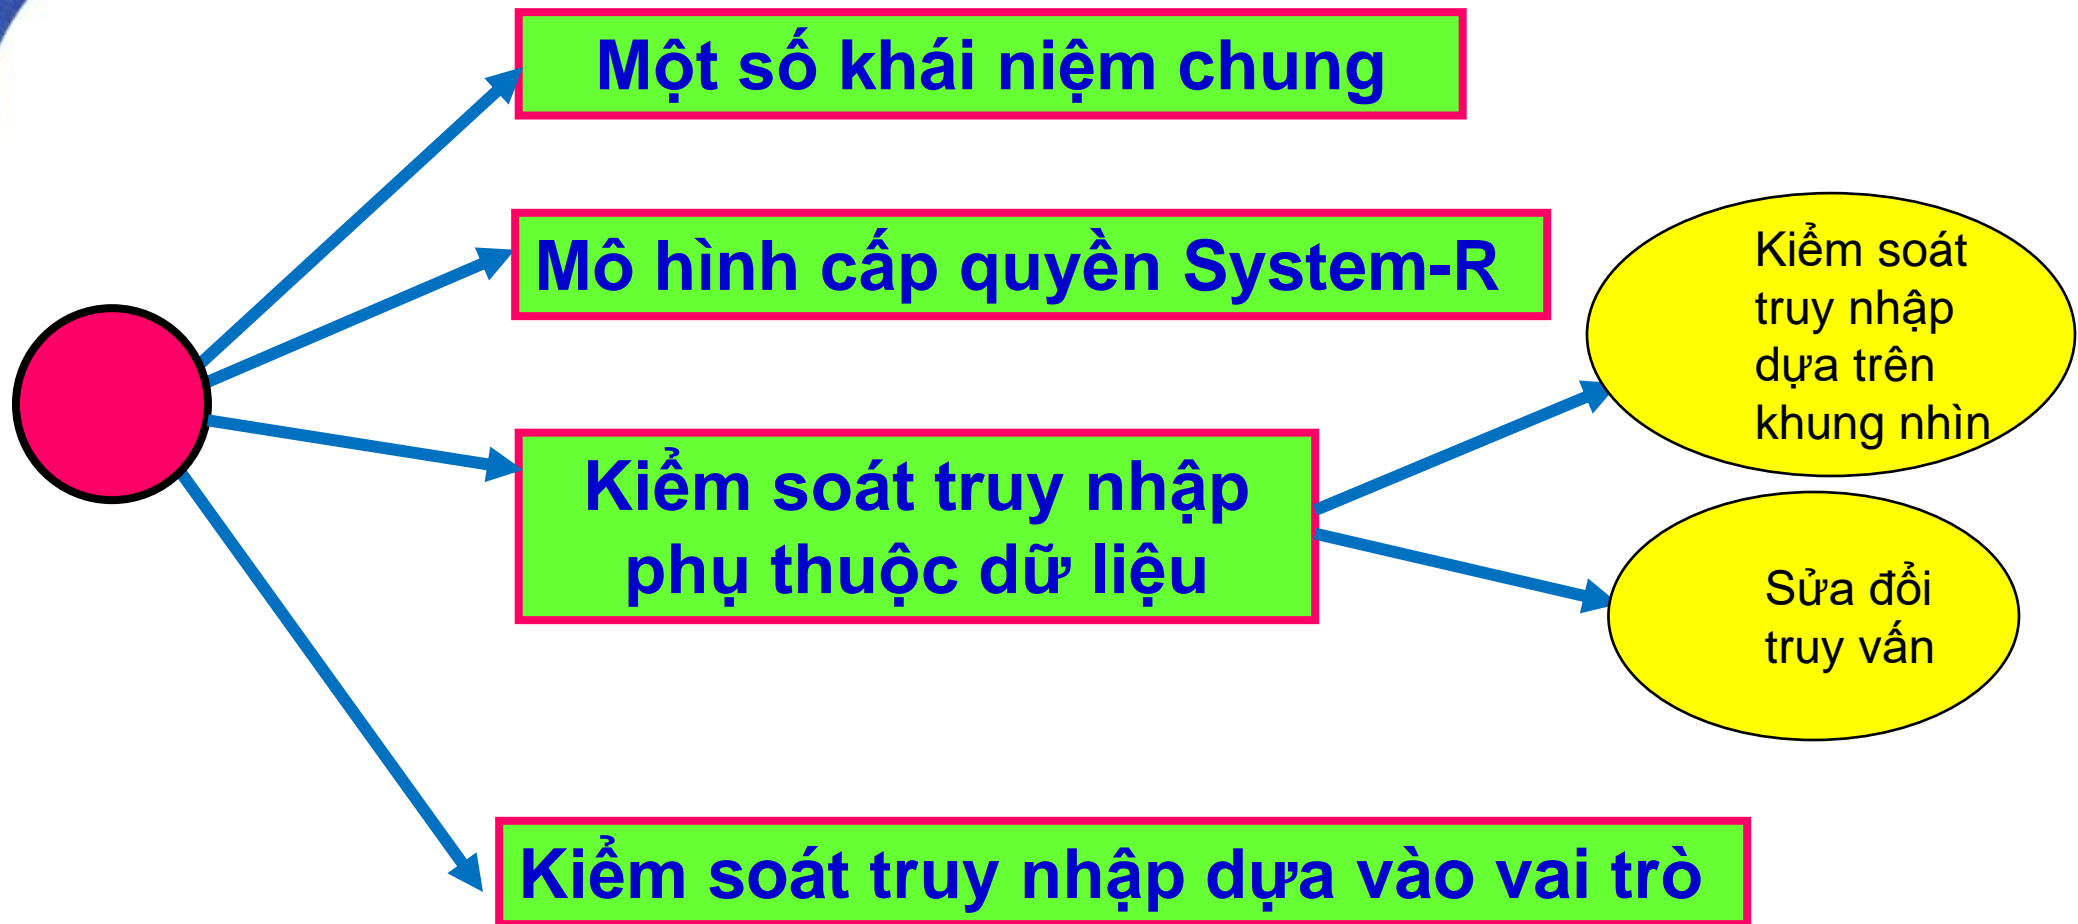 Một số khái niệm chung
Mô hình cấp quyền System-R
Kiểm soát truy nhập
phụ thuộc dữ liệu
Kiểm soát
truy nhập
dựa trên
khung nhìn
Sửa đổi
truy vấn
Kiểm soát truy nhập dựa vào vai trò